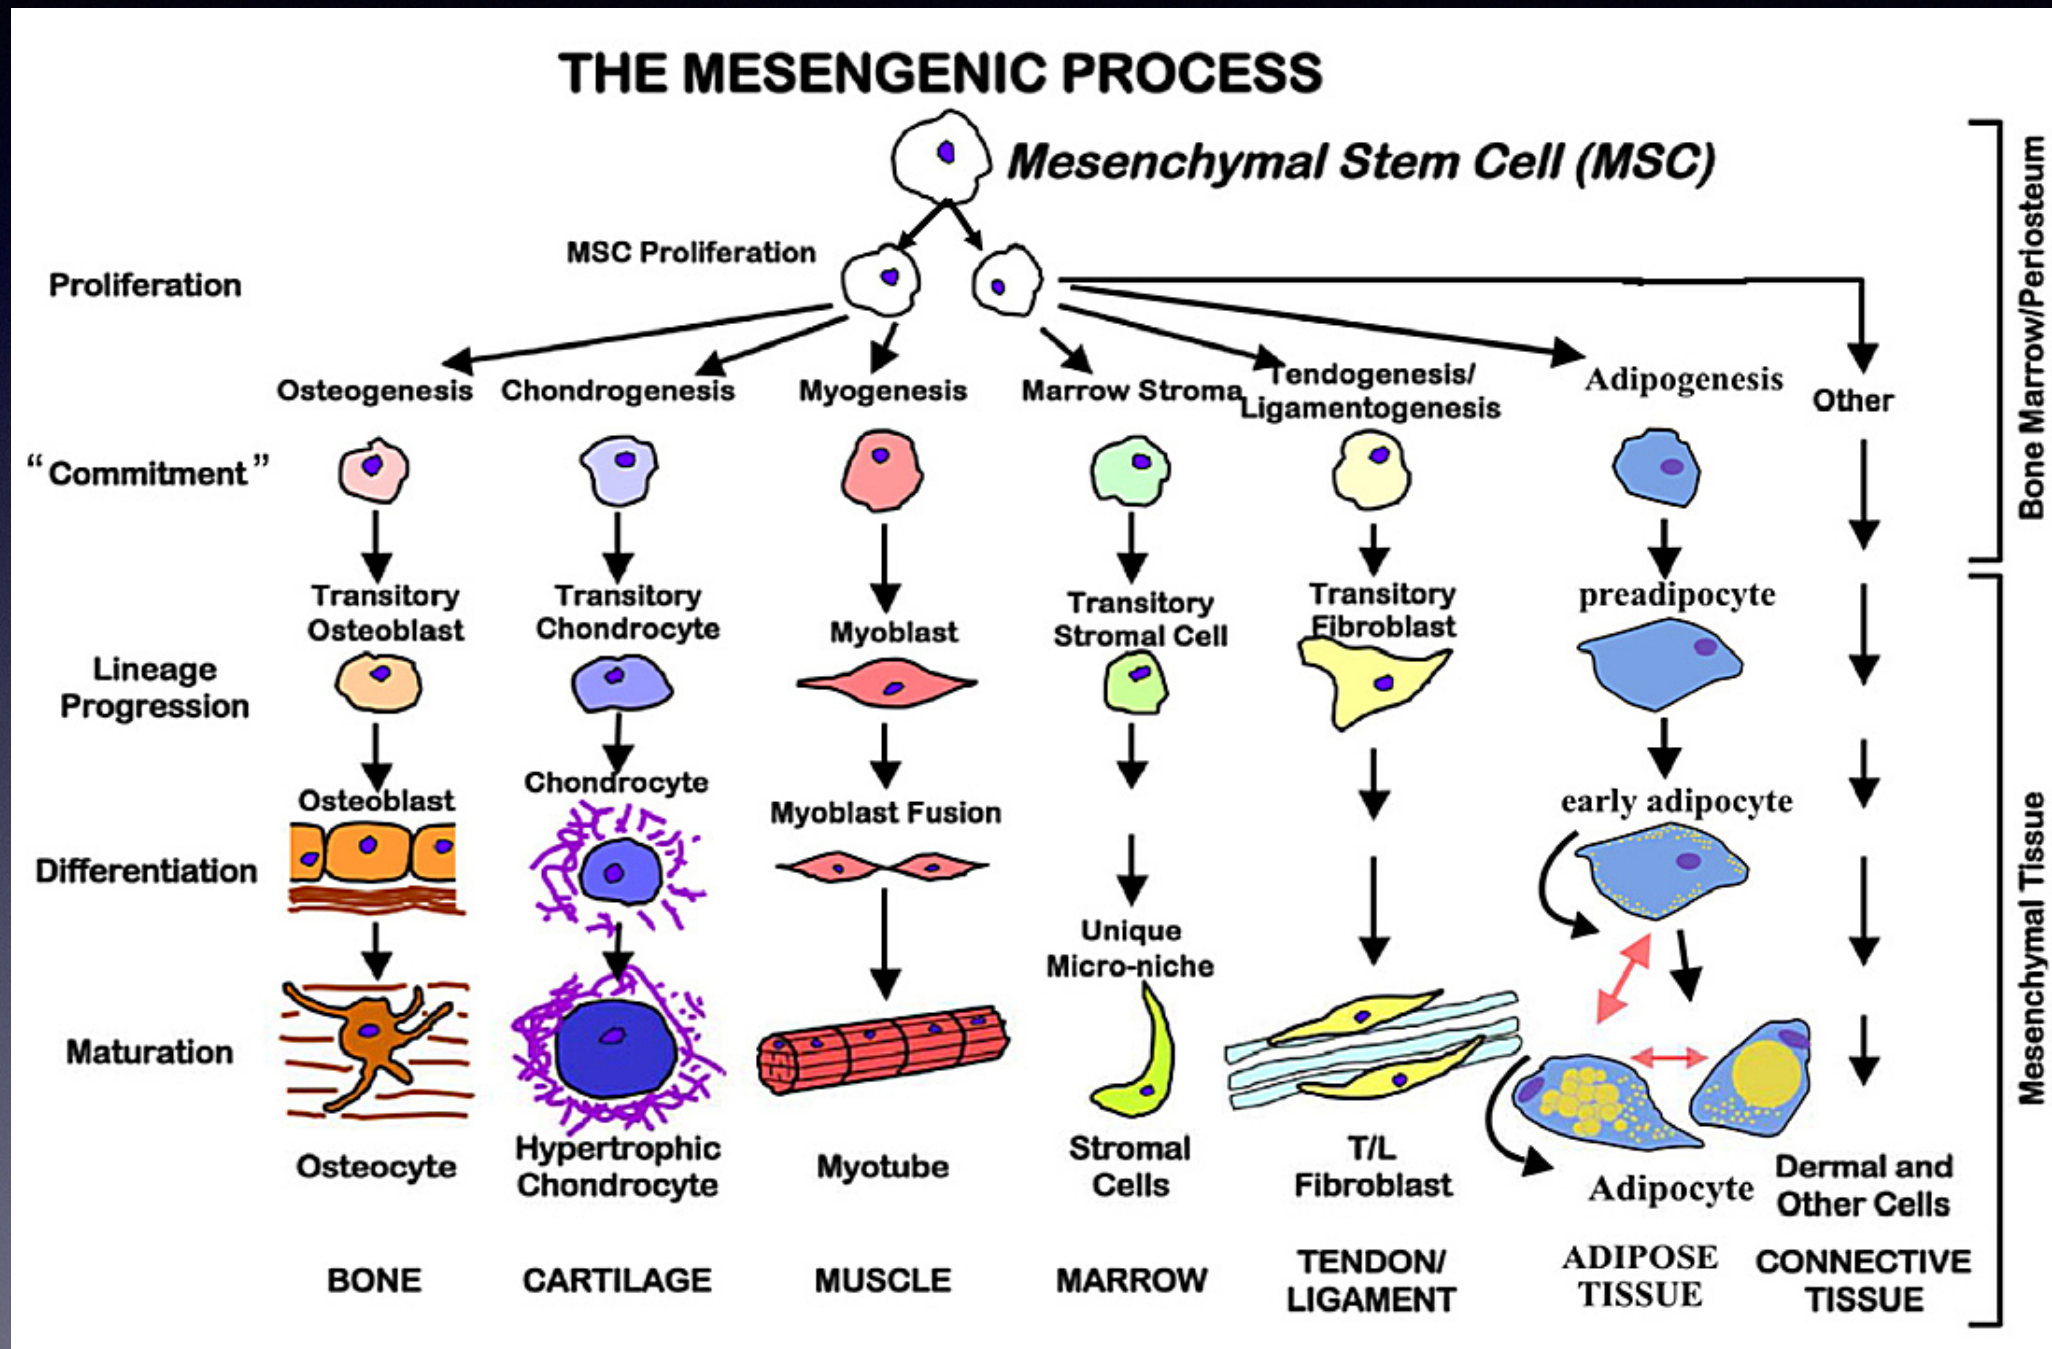 THE MESENGENIC PROCESS
Mesenchymal Stem Cell (MSC)
MSC Proliferation
Proliferation
Osteogenesis
Chondrogenesis
Myogenesis
Marrow Stroma
Tendogenesis/
Ligamentogenesis
Adipogenesis
Other
“Commitment”
Transitory
Osteoblast
Transitory
Chondrocyte
Myoblast
Transitory
Stromal Cell
Transitory
Fibroblast
preadipocyte
Lineage
Progression
Osteoblast
Chondrocyte
Myoblast Fusion
early adipocyte
Differentiation
Unique
Micro-niche
Maturation
Osteocyte
Hypertrophic
Chondrocyte
Myotube
Stromal
Cells
T/L
Fibroblast
Adipocyte
Dermal and
Other Cells
BONE
CARTILAGE
MUSCLE
MARROW
TENDON/
LIGAMENT
ADIPOSE
TISSUE
CONNECTIVE
TISSUE
Bone Marrow/Periosteum
Mesenchymal Tissue